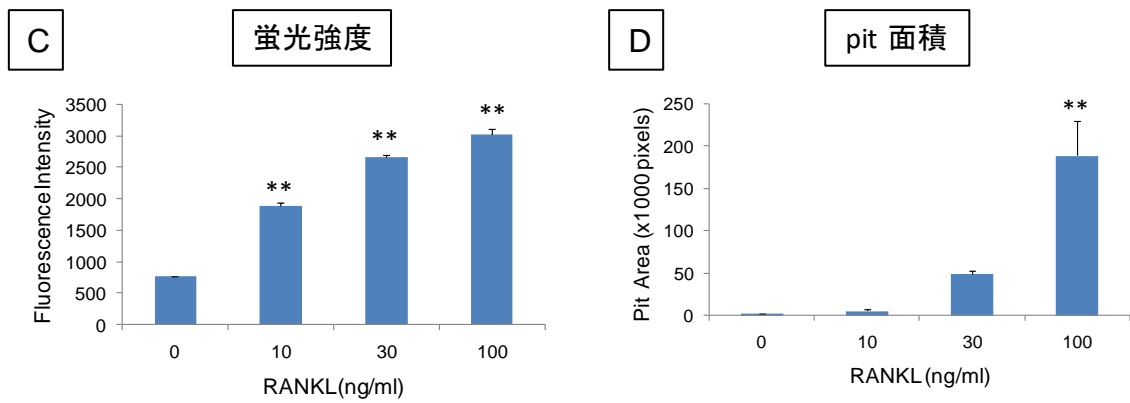 C
蛍光強度
3500
3000
2500
2000
1500
1000
500
0
Fluorescence Intensity
**
**
**
0 10 30 100
RANKL(ng/ml)
D
pit 面積
250
200
150
100
50
0
Pit Area (x1000 pixels)
**
0 10 30 100
RANKL(ng/ml)